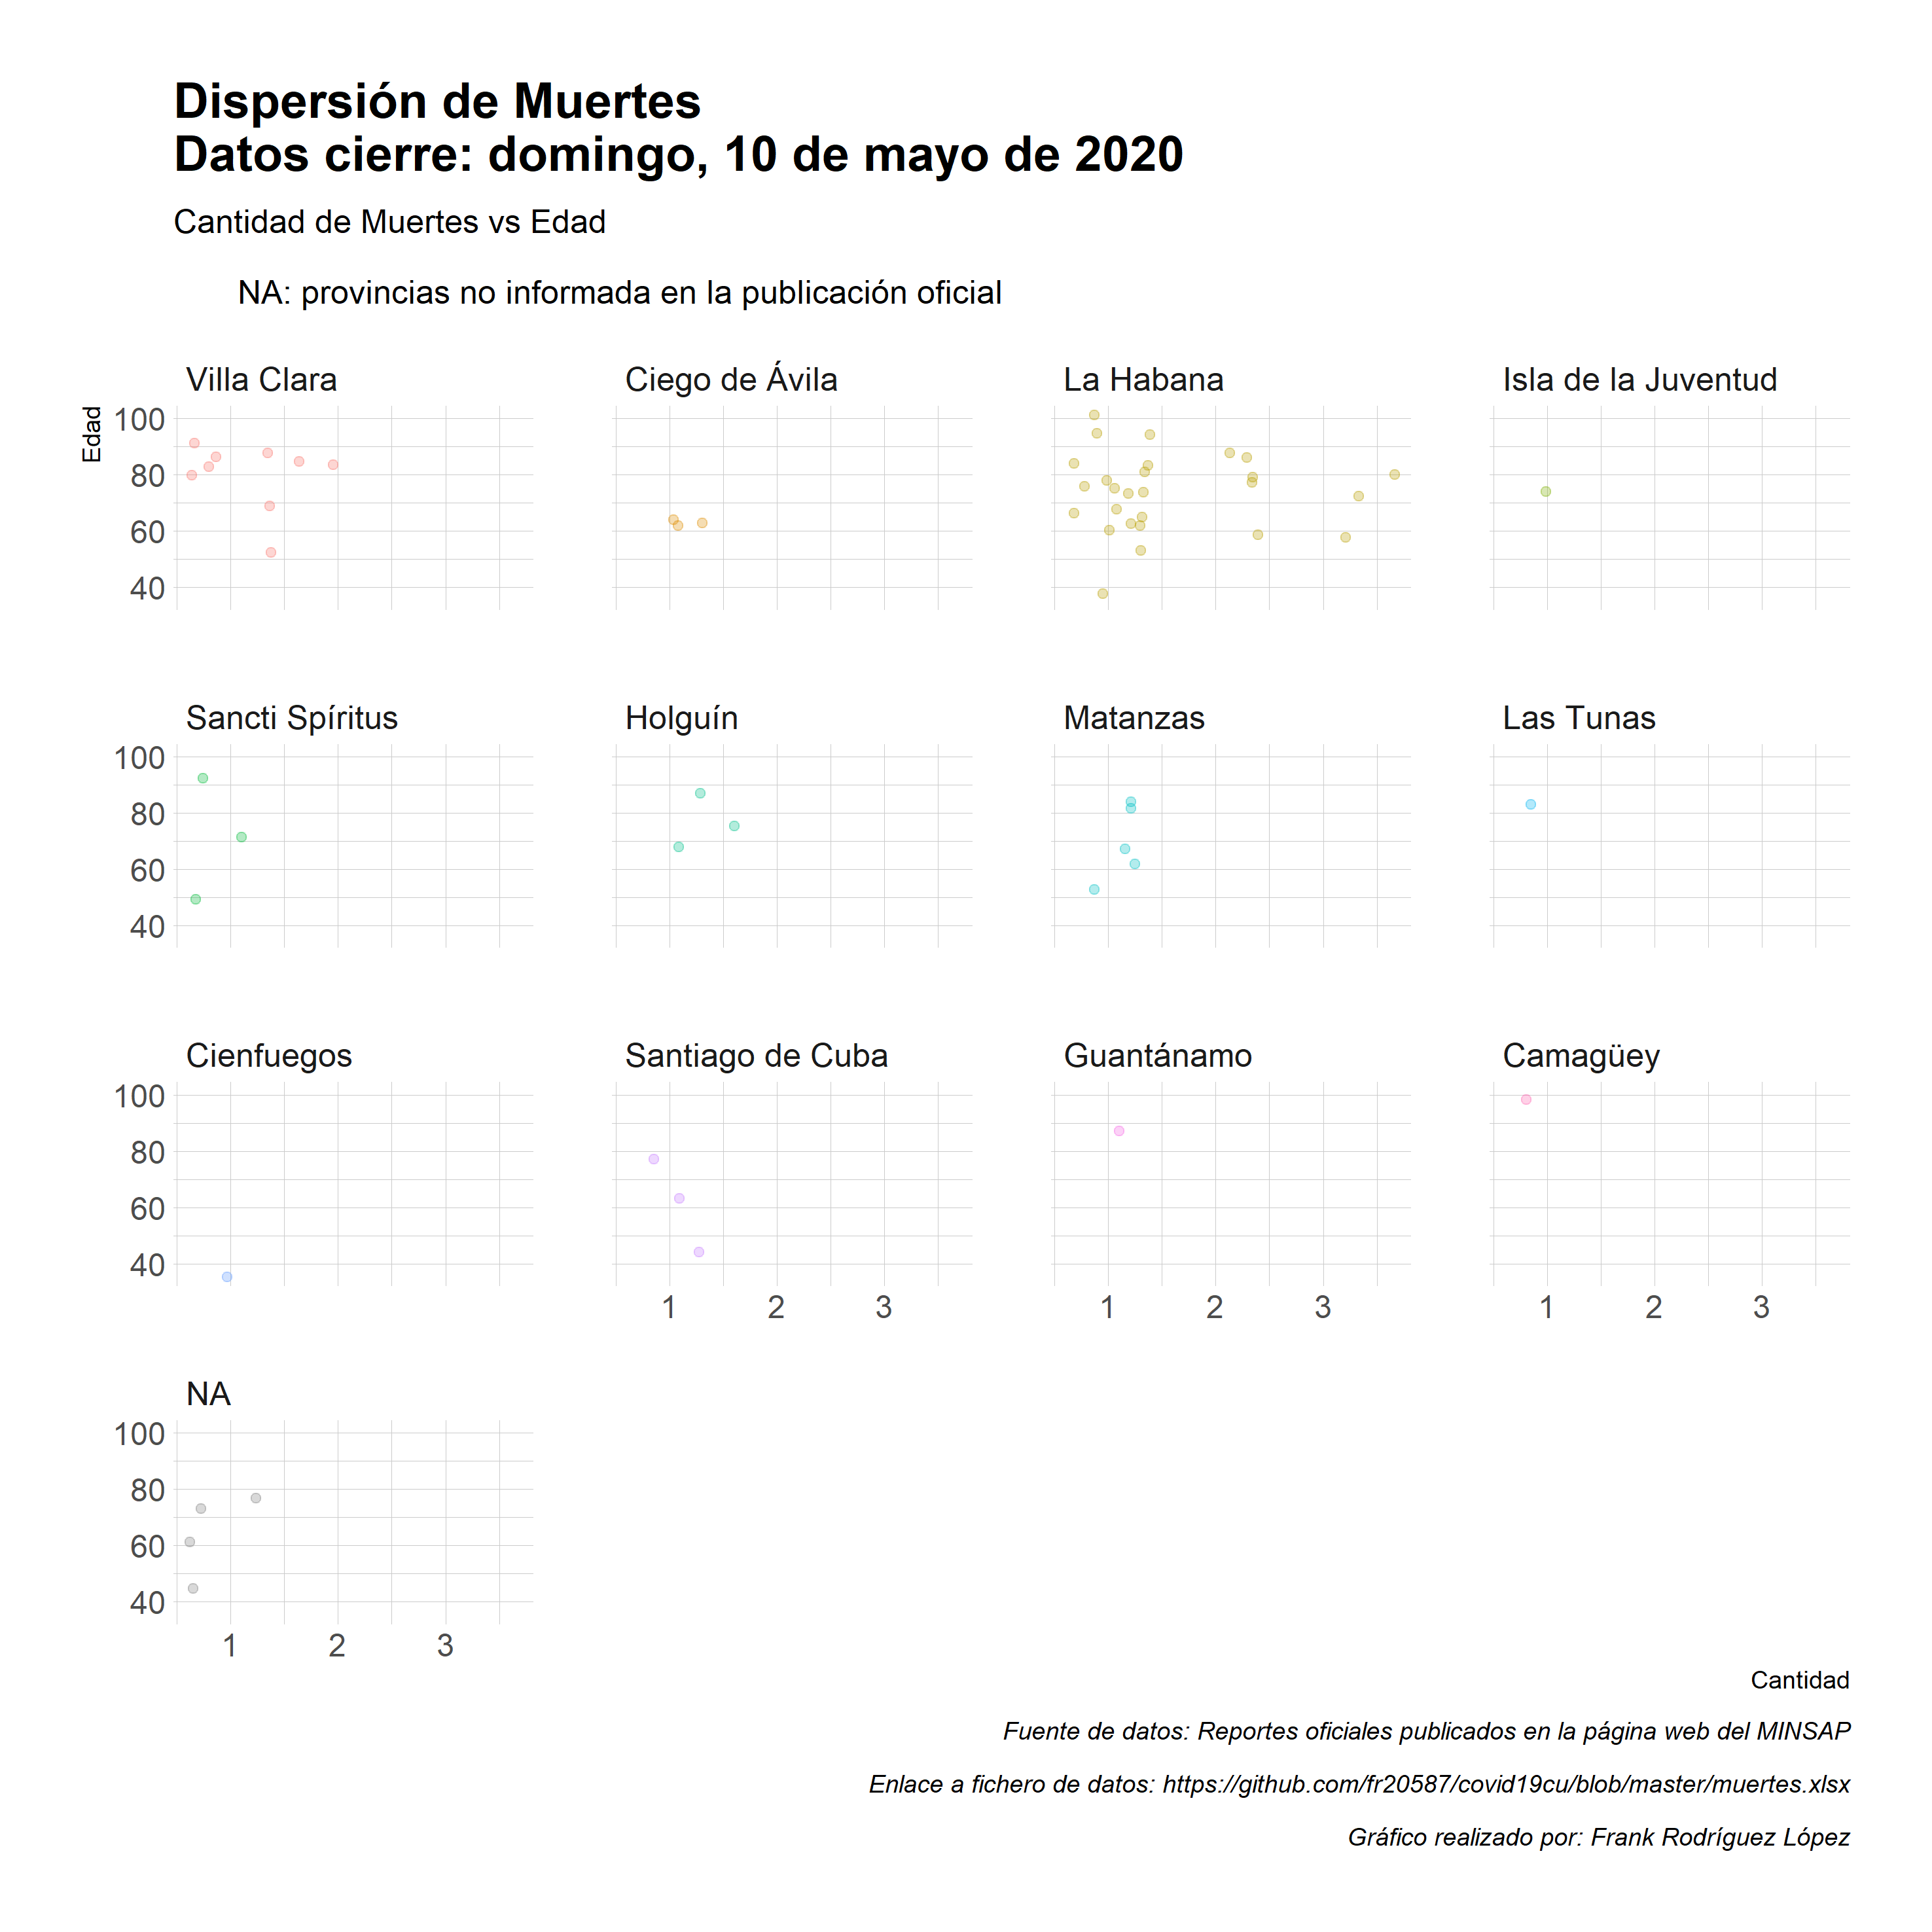 Dispersión de Muertes
Datos cierre: domingo, 10 de mayo de 2020
Cantidad de Muertes vs Edad
NA: provincias no informada en la publicación oficial
Villa Clara
Ciego de Ávila
La Habana
Isla de la Juventud
Edad
100
80
60
40
Sancti Spíritus
Holguín
Matanzas
Las Tunas
100
80
60
40
Cienfuegos
Santiago de Cuba
Guantánamo
Camagüey
100
80
60
40
1 2 3
1 2 3
1 2 3
NA
100
80
60
40
1 2 3
Cantidad
Fuente de datos: Reportes oficiales publicados en la página web del MINSAP
Enlace a fichero de datos: https://github.com/fr20587/covid19cu/blob/master/muertes.xlsx
Gráfico realizado por: Frank Rodríguez López